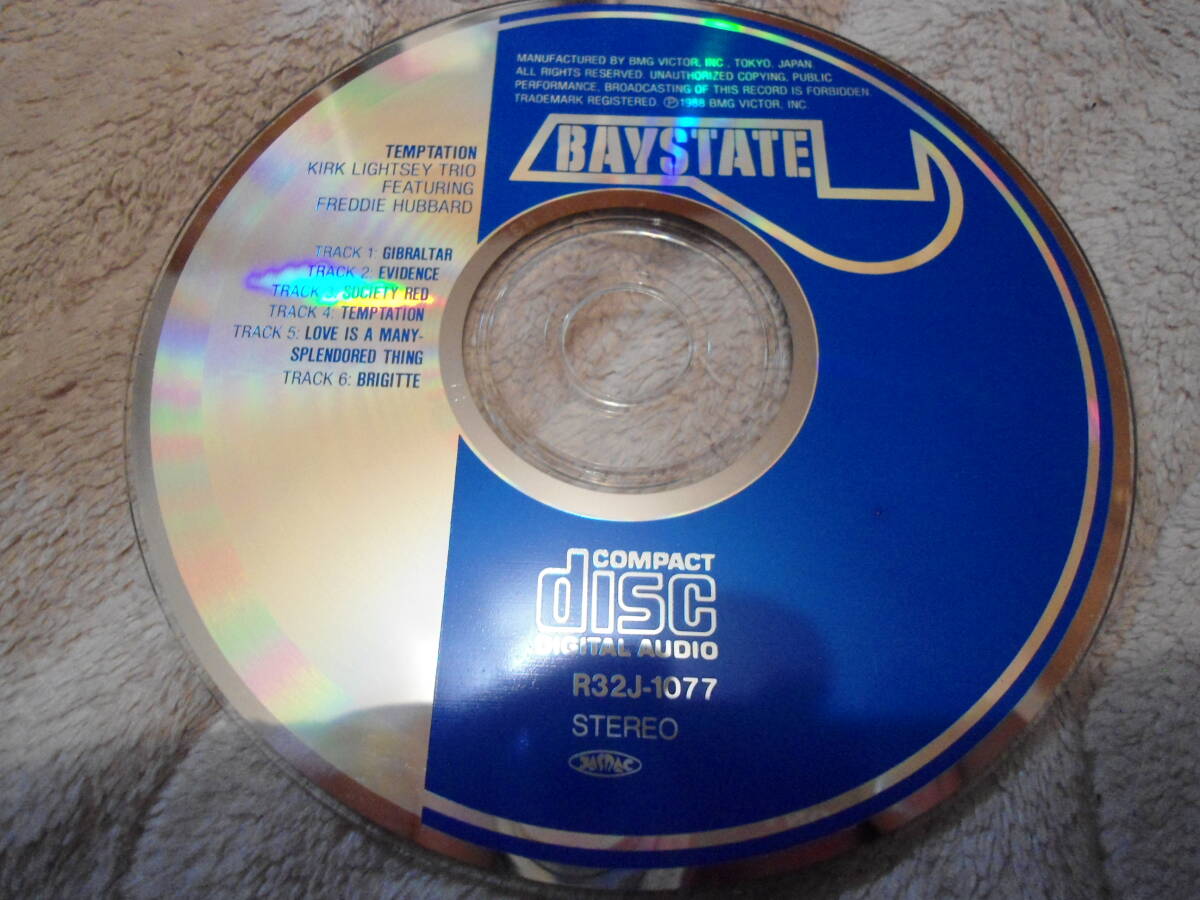 MANUFACTURED BY BMG VICTOR, INC., TOKYO, JAPAN.
ALL RIGHTS RESERVED. UNAUTHORIZED COPYING, PUBLIC
PERFORMANCE, BROADCASTING OF THIS RECORD IS FORBIDDEN.
TRADEMARK REGISTERED. Ⓟ1988 BMG VICTOR, INC.
BAYSTATE
TEMPTATION
KIRK LIGHTSEY TRIO
FEATURING
FREDDIE HUBBARD
TRACK 1: GIBRALTAR
TRACK 2: EVIDENCE
TRACK 3: SOCIETY RED
TRACK 4: TEMPTATION
TRACK 5: LOVE IS A MANY-
SPLENDORED THING
TRACK 6: BRIGITTE
COMPACT
disc
DIGITAL AUDIO
R32J-1077
STEREO
JASRAC